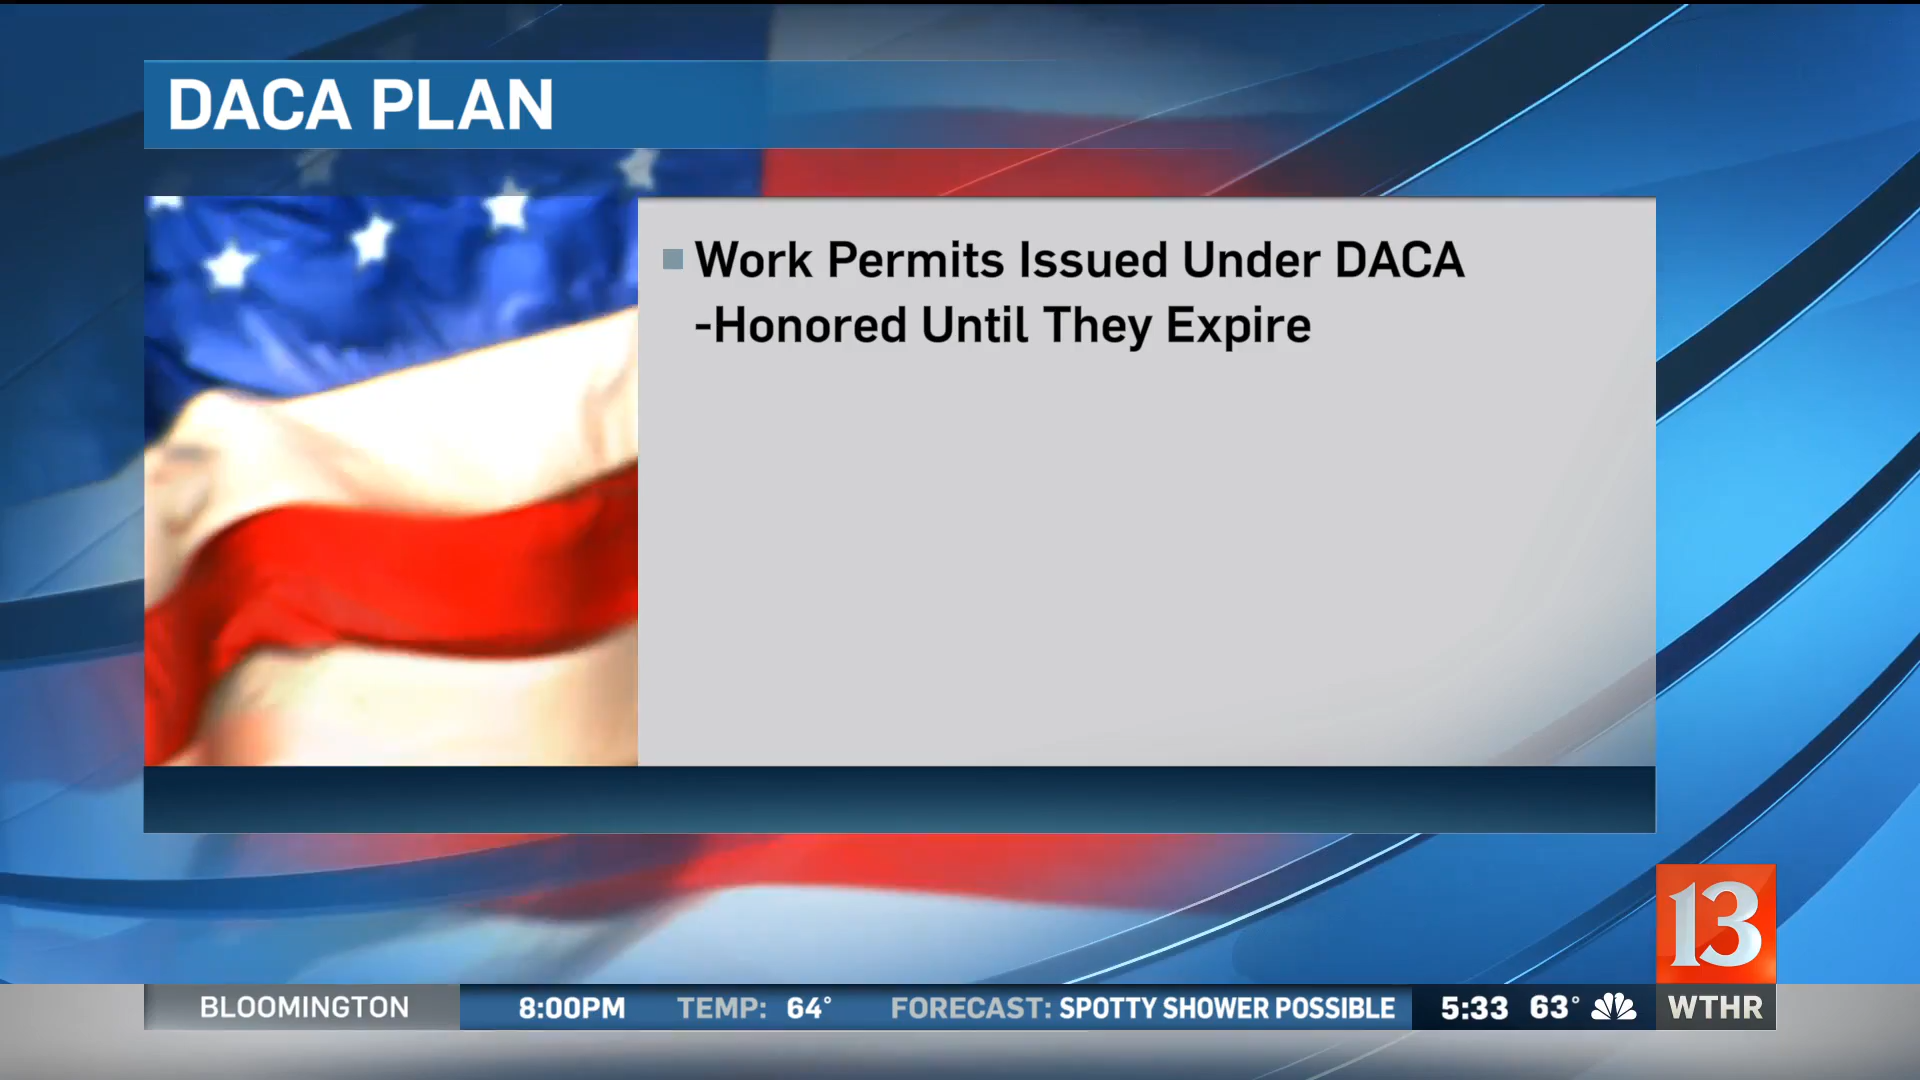 DACA PLAN
Work Permits Issued Under DACA
-Honored Until They Expire
13
BLOOMINGTON 8:00PM TEMP: 64° FORECAST: SPOTTY SHOWER POSSIBLE 5:33 63° WTHR